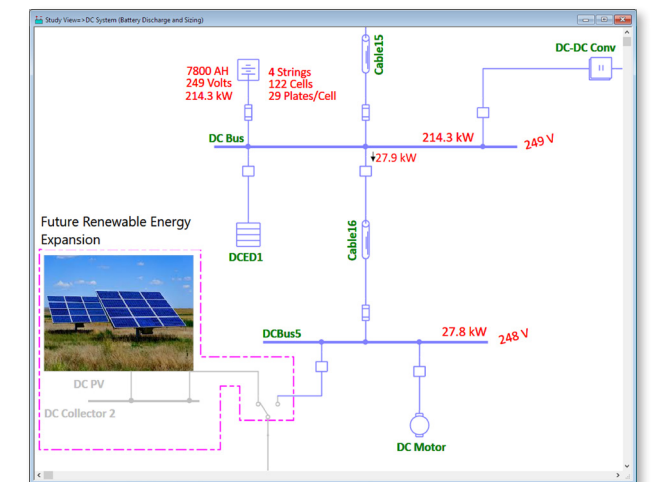 Study View=>DC System (Battery Discharge and Sizing)
Cable15
DC-DC Conv
7800 AH
249 Volts
214.3 kW
4 Strings
122 Cells
29 Plates/Cell
DC Bus
214.3 kW
249 V
27.9 kW
Future Renewable Energy
Expansion
DCED1
Cable16
DCBus5
27.8 kW
248 V
DC PV
DC Collector 2
DC Motor